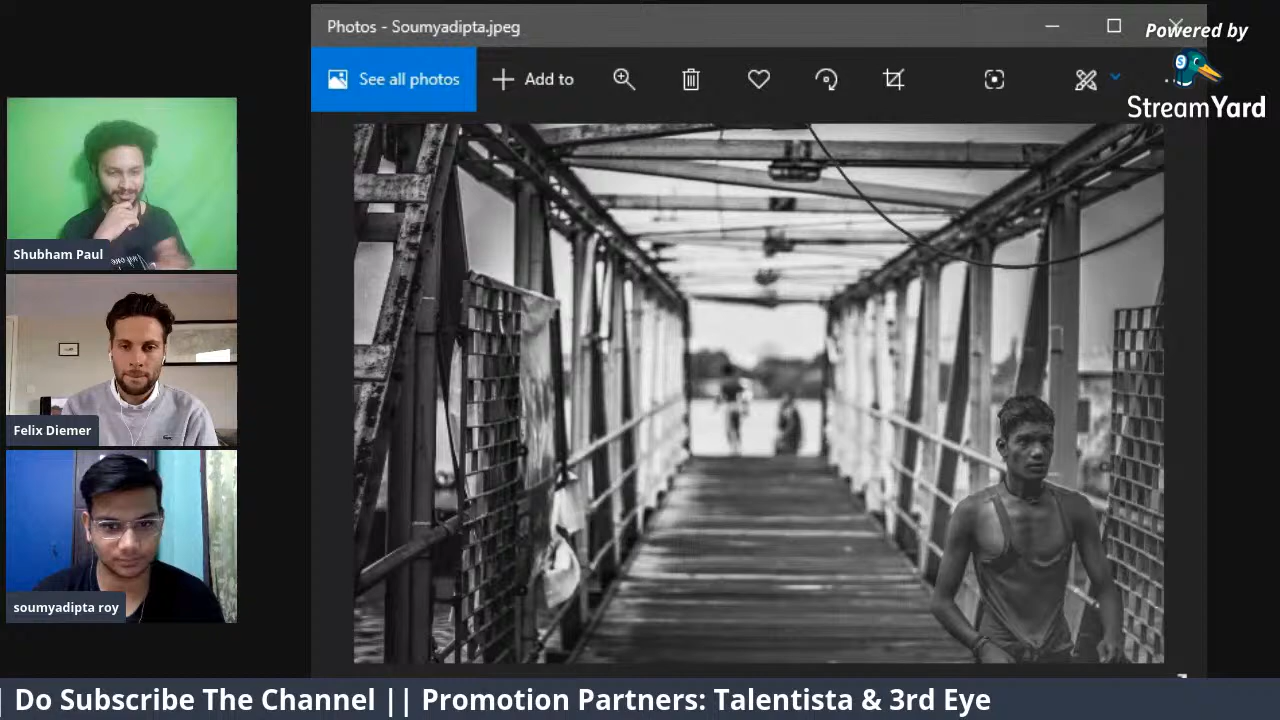 Photos - Soumyadipta.jpeg
Powered by
See all photos
Add to
StreamYard
Shubham Paul
Felix Diemer
soumyadipta roy
| Do Subscribe The Channel || Promotion Partners: Talentista & 3rd Eye